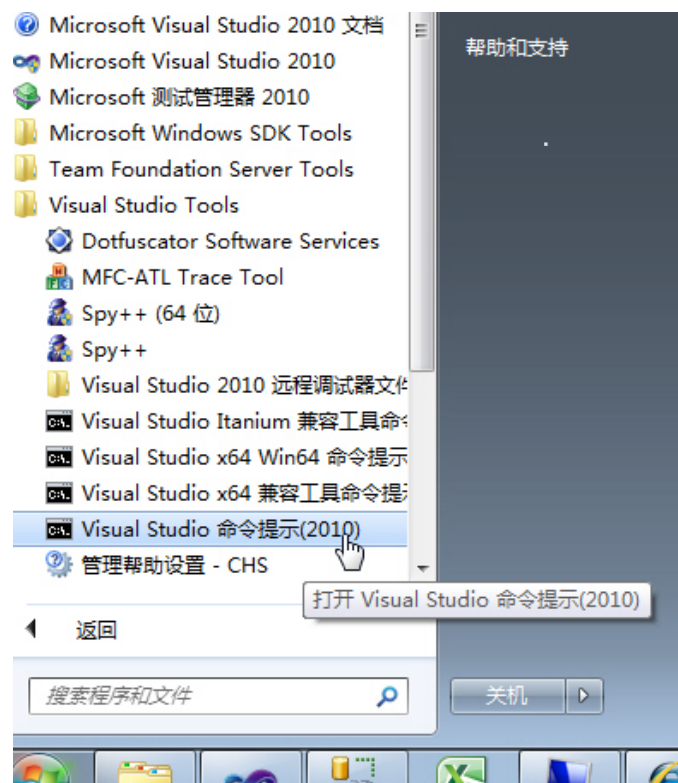 Microsoft Visual Studio 2010 文档
Microsoft Visual Studio 2010
Microsoft 测试管理器 2010
Microsoft Windows SDK Tools
Team Foundation Server Tools
Visual Studio Tools
Dotfuscator Software Services
MFC-ATL Trace Tool
Spy++ (64 位)
Spy++
Visual Studio 2010 远程调试器文件
Visual Studio Itanium 兼容工具命
Visual Studio x64 Win64 命令提示
Visual Studio x64 兼容工具命令提
Visual Studio 命令提示(2010)
管理帮助设置 - CHS
打开 Visual Studio 命令提示(2010)
返回
搜索程序和文件
帮助和支持
关机